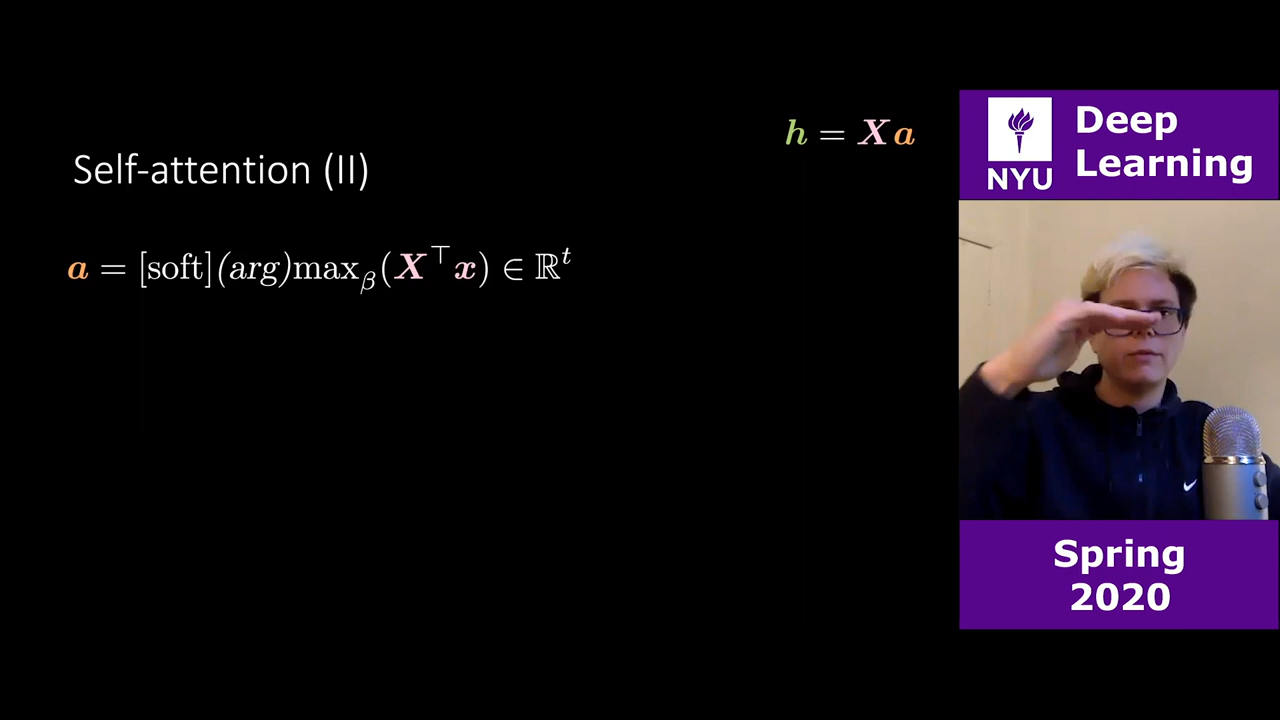 h = Xa
Self-attention (II)
a = [soft](arg)max_β(X^⊤x) ∈ ℝ^t
NYU
Deep
Learning
Spring
2020